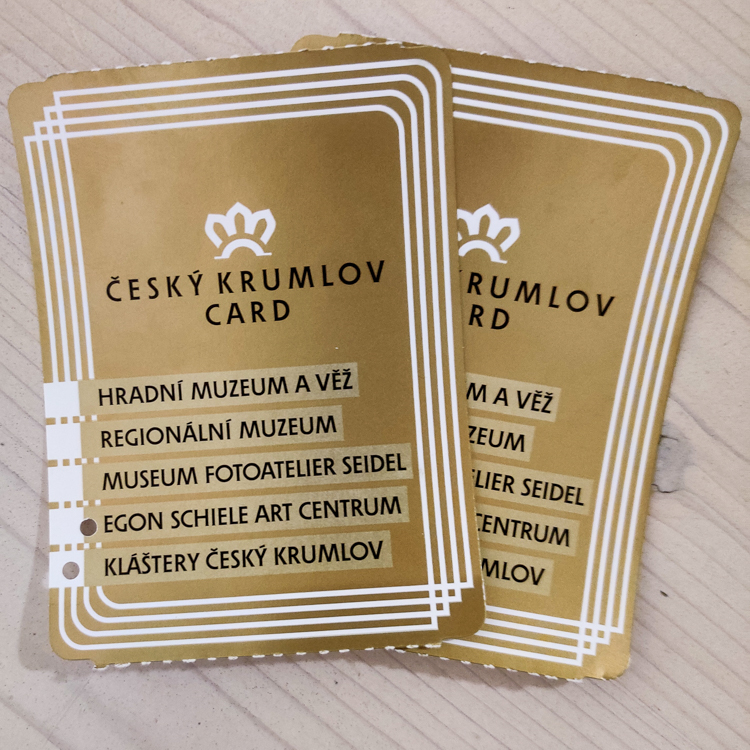 ČESKÝ KRUMLOV
CARD
HRADNÍ MUZEUM A VĚŽ
REGIONÁLNÍ MUZEUM
MUSEUM FOTOATELIER SEIDEL
EGON SCHIELE ART CENTRUM
KLÁŠTERY ČESKÝ KRUMLOV
RUMLOV
RD
M A VĚŽ
ZEUM
LIER SEIDEL
CENTRUM
MLOV